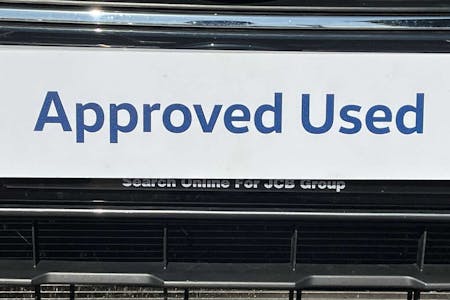 Approved Used
Search Online For JCB Group